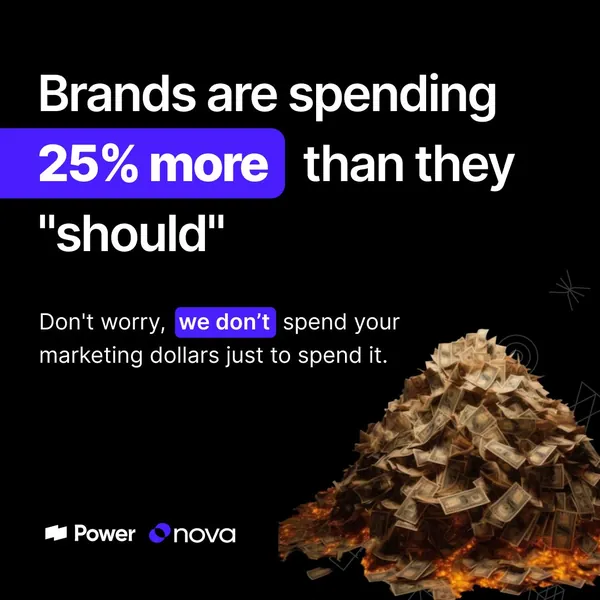 Brands are spending
25% more than they
"should"
Don't worry, we don’t spend your
marketing dollars just to spend it.
Power nova